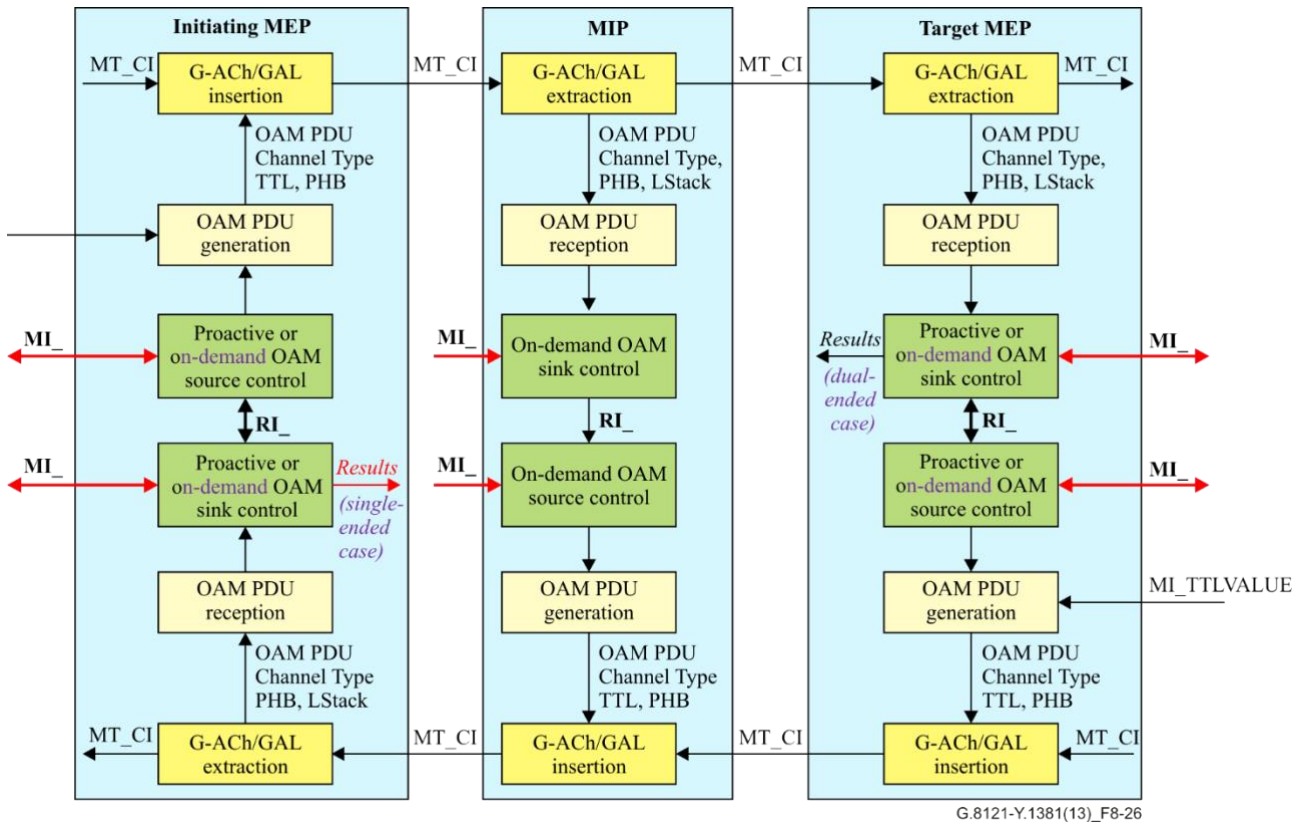 Initiating MEP
MT_CI
G-ACh/GAL
insertion
OAM PDU
Channel Type
TTL, PHB
OAM PDU
generation
MI_
Proactive or
on-demand OAM
source control
RI_
MI_
Proactive or
on-demand OAM
sink control
Results
(single-
ended
case)
OAM PDU
reception
OAM PDU
Channel Type
PHB, LStack
MT_CI
G-ACh/GAL
extraction
MT_CI
MT_CI
MIP
G-ACh/GAL
extraction
OAM PDU
Channel Type,
PHB, LStack
OAM PDU
reception
MI_
On-demand OAM
sink control
RI_
MI_
On-demand OAM
source control
OAM PDU
generation
OAM PDU
Channel Type
TTL, PHB
G-ACh/GAL
insertion
MT_CI
MT_CI
Target MEP
G-ACh/GAL
extraction
MT_CI
OAM PDU
Channel Type,
PHB, LStack
OAM PDU
reception
Results
(dual-
ended
case)
Proactive or
on-demand OAM
sink control
MI_
RI_
Proactive or
on-demand OAM
source control
MI_
OAM PDU
generation
MI_TTLVALUE
OAM PDU
Channel Type
TTL, PHB
G-ACh/GAL
insertion
MT_CI
G.8121-Y.1381(13)_F8-26